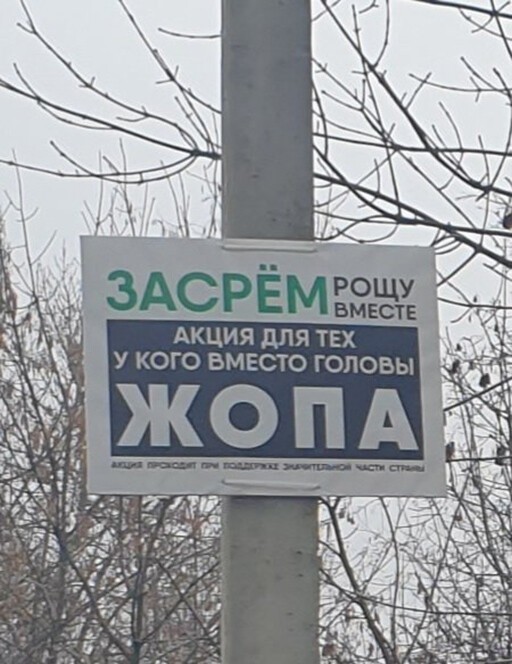 ЗАСРЁМ РОЩУ
ВМЕСТЕ
АКЦИЯ ДЛЯ ТЕХ
У КОГО ВМЕСТО ГОЛОВЫ
ЖОПА
АКЦИЯ ПРОХОДИТ ПРИ ПОДДЕРЖКЕ ЗНАЧИТЕЛЬНОЙ ЧАСТИ СТРАНЫ